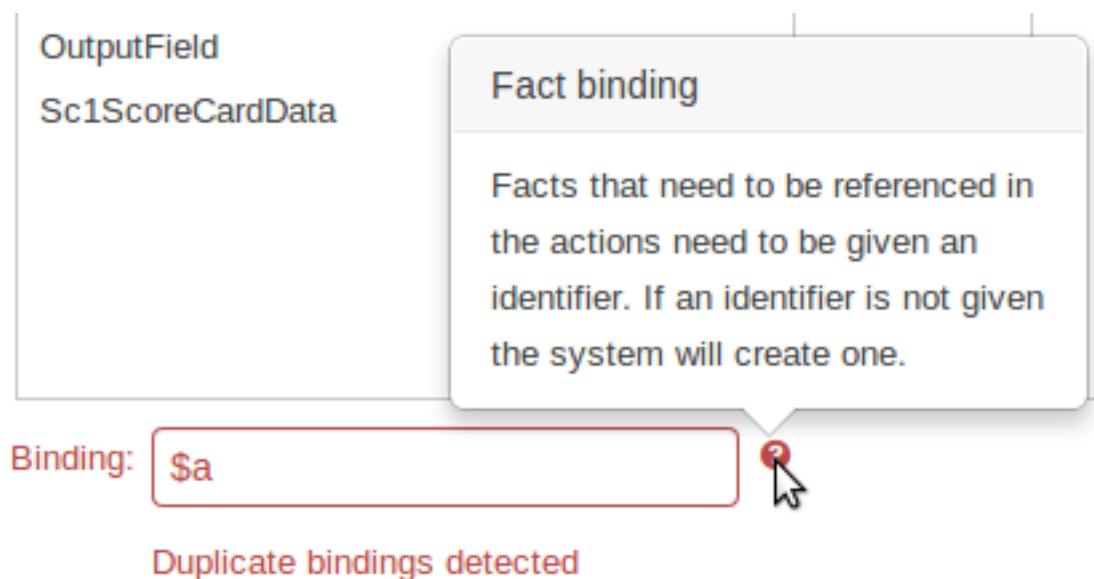 OutputField
Sc1ScoreCardData
Fact binding
Facts that need to be referenced in
the actions need to be given an
identifier. If an identifier is not given
the system will create one.
Binding: $a
?
Duplicate bindings detected